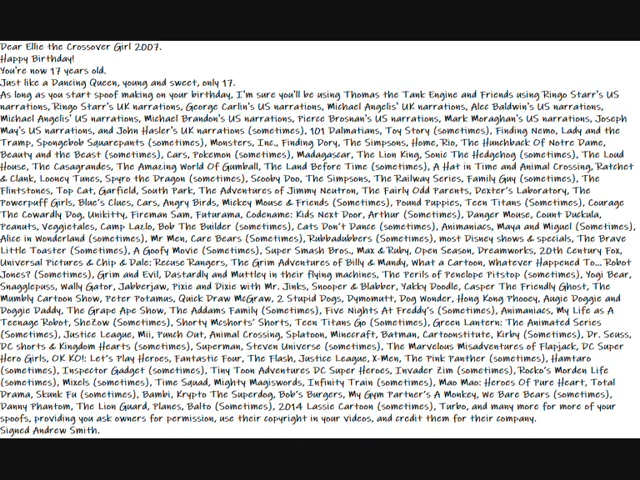 Dear Ellie the Crossover Girl 2007.
Happy Birthday!
You're now 17 years old.
Just like a Dancing Queen, young and sweet, only 17.
As long as you start spoof making on your birthday, I'm sure you'll be using Thomas the Tank Engine and Friends using Ringo Starr's US
narrations, Ringo Starr's UK narrations, George Carlin's US narrations, Michael Angelis' UK narrations, Alec Baldwin's US narrations,
Michael Angelis' US narrations, Michael Brandon's US narrations, Pierce Brosnan's US narrations, Mark Moraghan's US narrations, Joseph
May's US narrations, and John Hasler's UK narrations (sometimes), 101 Dalmatians, Toy Story (sometimes), Finding Nemo, Lady and the
Tramp, Spongebob Squarepants (sometimes), Monsters, Inc., Finding Dory, The Simpsons, Home, Rio, The Hunchback Of Notre Dame,
Beauty and the Beast (sometimes), Cars, Pokemon (sometimes), Madagascar, The Lion King, Sonic The Hedgehog (sometimes), The Loud
House, The Casagrandes, The Amazing World Of Gumball, The Land Before Time (sometimes), A Hat in Time and Animal Crossing, Ratchet
& Clank, Looney Tunes, Spyro the Dragon (sometimes), Scooby Doo, The Simpsons, The Railway Series, Family Guy (sometimes), The
Flintstones, Top Cat, Garfield, South Park, The Adventures of Jimmy Neutron, The Fairly Odd Parents, Dexter's Laboratory, The
Powerpuff Girls, Blue's Clues, Cars, Angry Birds, Mickey Mouse & Friends (Sometimes), Pound Puppies, Teen Titans (Sometimes), Courage
The Cowardly Dog, Unikitty, Fireman Sam, Futurama, Codename: Kids Next Door, Arthur (Sometimes), Danger Mouse, Count Duckula,
Peanuts, Veggietales, Camp Lazlo, Bob The Builder (sometimes), Cats Don't Dance (sometimes), Animaniacs, Maya and Miguel (Sometimes),
Alice in Wonderland (sometimes), Mr Men, Care Bears (Sometimes), Rubbadubbers (Sometimes), most Disney shows & specials, The Brave
Little Toaster (Sometimes), A Goofy Movie (Sometimes), Super Smash Bros., Max & Ruby, Open Season, Dreamworks, 20th Century Fox,
Universal Pictures & Chip & Dale: Recuse Rangers, The Grim Adventures of Billy & Mandy, What a Cartoon, Whatever Happened To... Robot
Jones? (Sometimes), Grim and Evil, Dastardly and Muttley in their flying machines, The Perils of Penelope Pitstop (sometimes), Yogi Bear,
Snagglepuss, Wally Gator, Jabberjaw, Pixie and Dixie with Mr. Jinks, Snooper & Blabber, Yakky Doodle, Casper The Friendly Ghost, The
Mumbly Cartoon Show, Peter Potamus, Quick Draw McGraw, 2 Stupid Dogs, Dynomutt, Dog Wonder, Hong Kong Phooey, Augie Doggie and
Doggie Daddy, The Grape Ape Show, The Addams Family (Sometimes), Five Nights At Freddy's (Sometimes), Animaniacs, My Life As A
Teenage Robot, SheZow (Sometimes), Shorty Mcshorts' Shorts, Teen Titans Go (Sometimes), Green Lantern: The Animated Series
(Sometimes), Justice League, Mii, Punch Out, Animal Crossing, Splatoon, Minecraft, Batman, Cartoonstitute, Kirby (Sometimes), Dr. Seuss,
DC shorts & Kingdom Hearts (sometimes), Superman, Steven Universe (sometimes), The Marvelous Misadventures of Flapjack, DC Super
Hero Girls, OK KO!: Let's Play Heroes, Fantastic Four, The Flash, Justice League, X-Men, The Pink Panther (sometimes), Hamtaro
(sometimes), Inspector Gadget (sometimes), Tiny Toon Adventures DC Super Heroes, Invader Zim (sometimes), Rocko's Morden Life
(sometimes), Mixels (sometimes), Time Squad, Mighty Magiswords, Infinity Train (sometimes), Mao Mao: Heroes Of Pure Heart, Total
Drama, Skunk Fu (sometimes), Bambi, Krypto The Superdog, Bob's Burgers, My Gym Partner's A Monkey, We Bare Bears (sometimes),
Danny Phantom, The Lion Guard, Planes, Balto (Sometimes), 2014 Lassie Cartoon (sometimes), Turbo, and many more for more of your
spoofs, providing you ask owners for permission, use their copyright in your videos, and credit them for their company.
Signed Andrew Smith.